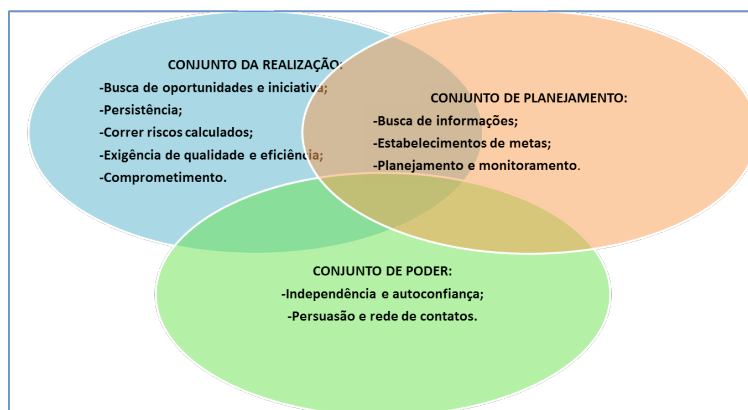 CONJUNTO DA REALIZAÇÃO:
-Busca de oportunidades e iniciativa;
-Persistência;
-Correr riscos calculados;
-Exigência de qualidade e eficiência;
-Comprometimento.
CONJUNTO DE PLANEJAMENTO:
-Busca de informações;
-Estabelecimentos de metas;
-Planejamento e monitoramento.
CONJUNTO DE PODER:
-Independência e autoconfiança;
-Persuasão e rede de contatos.